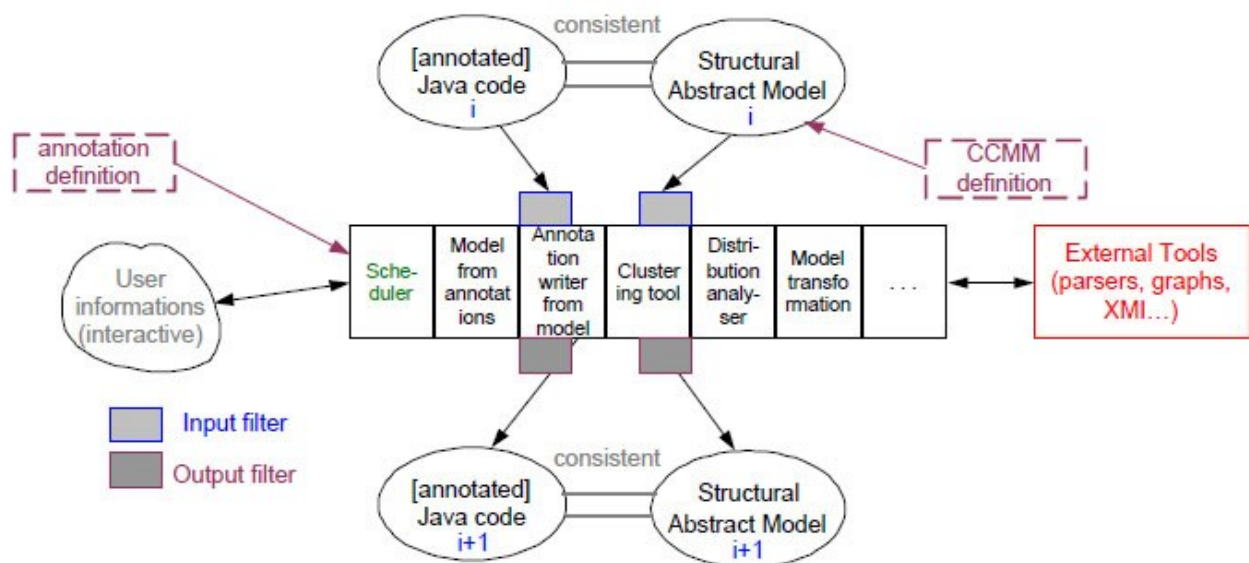 consistent
[annotated]
Java code
i
Structural
Abstract Model
i
annotation
definition
CCMM
definition
User
informations
(interactive)
Sche-
duler
Model
from
annotat
ions
Annota
tion
writer
from
model
Cluster
ing tool
Distri-
bution
analy-
ser
Model
transfo
rmation
. . .
External Tools
(parsers, graphs,
XMI...)
Input filter
Output filter
consistent
[annotated]
Java code
i+1
Structural
Abstract Model
i+1